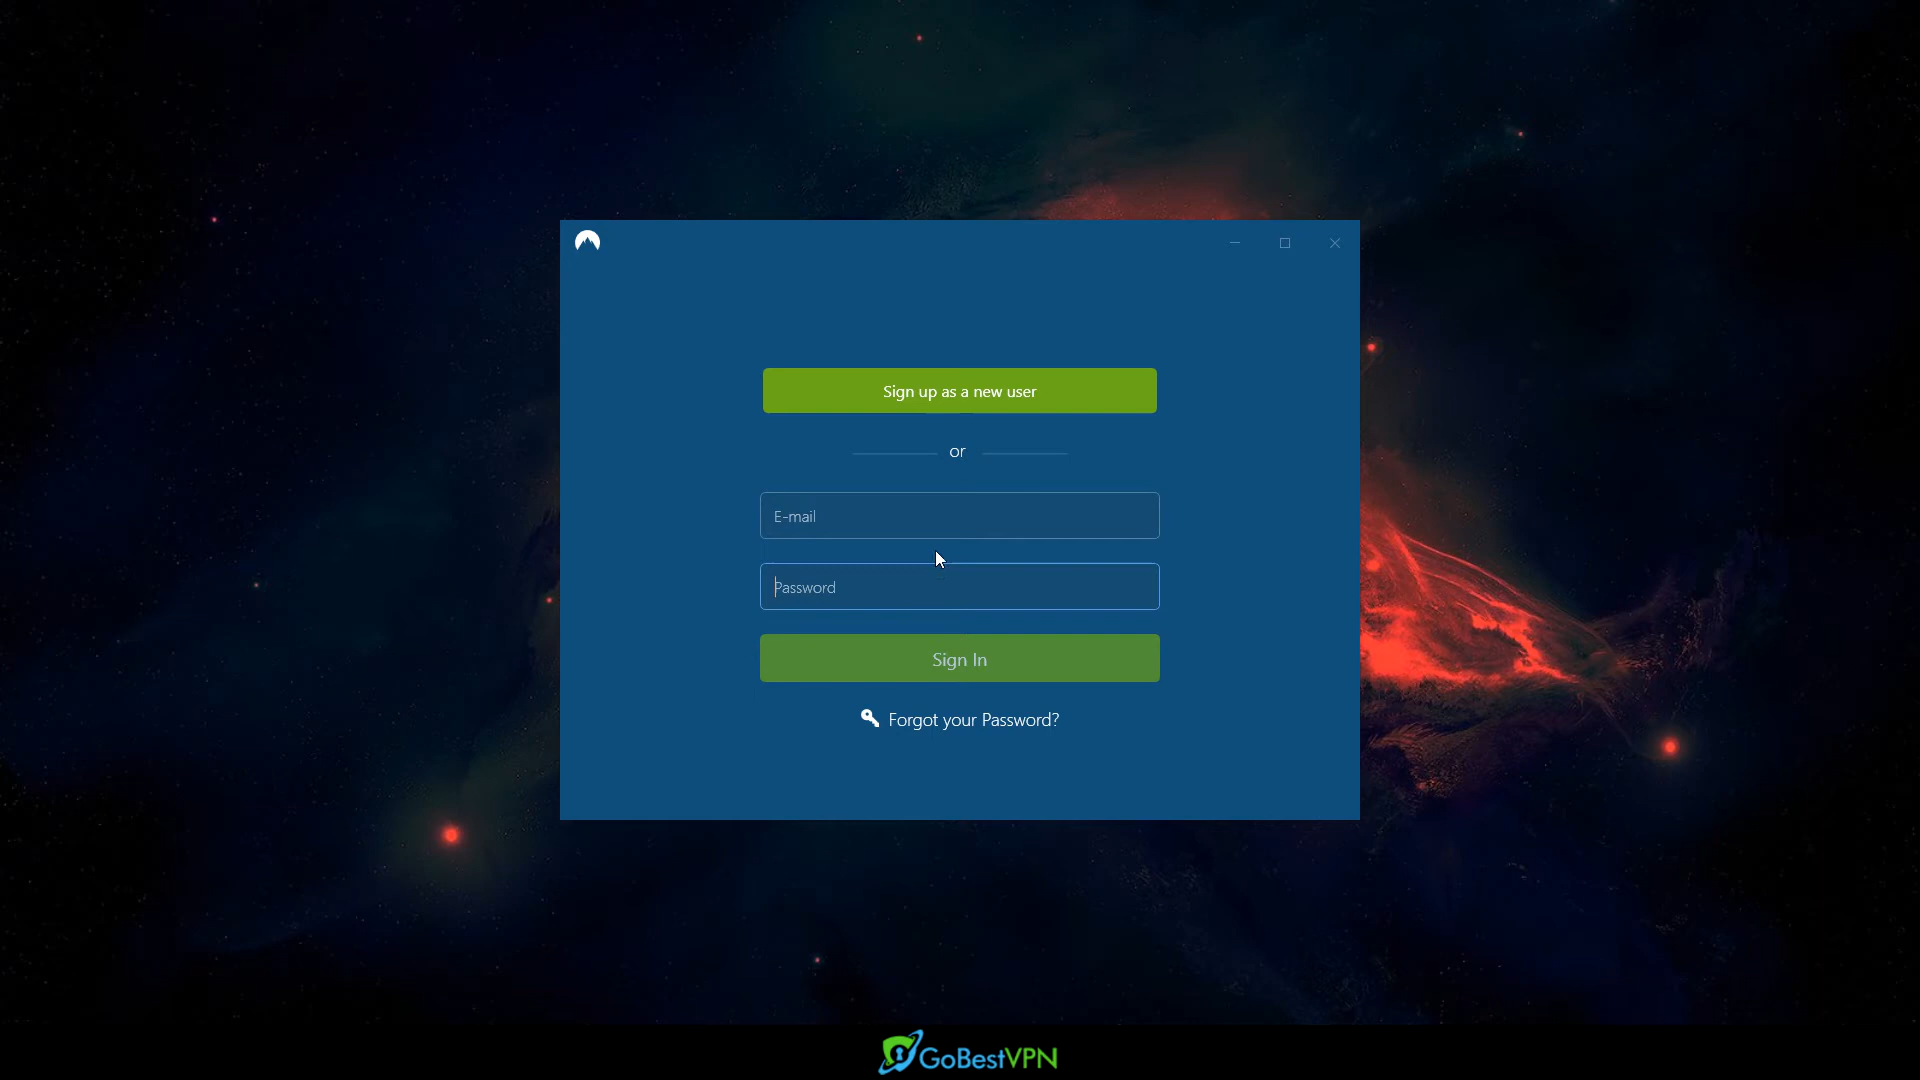 Sign up as a new user
or
E-mail
Password
Sign In
Forgot your Password?
GoBestVPN